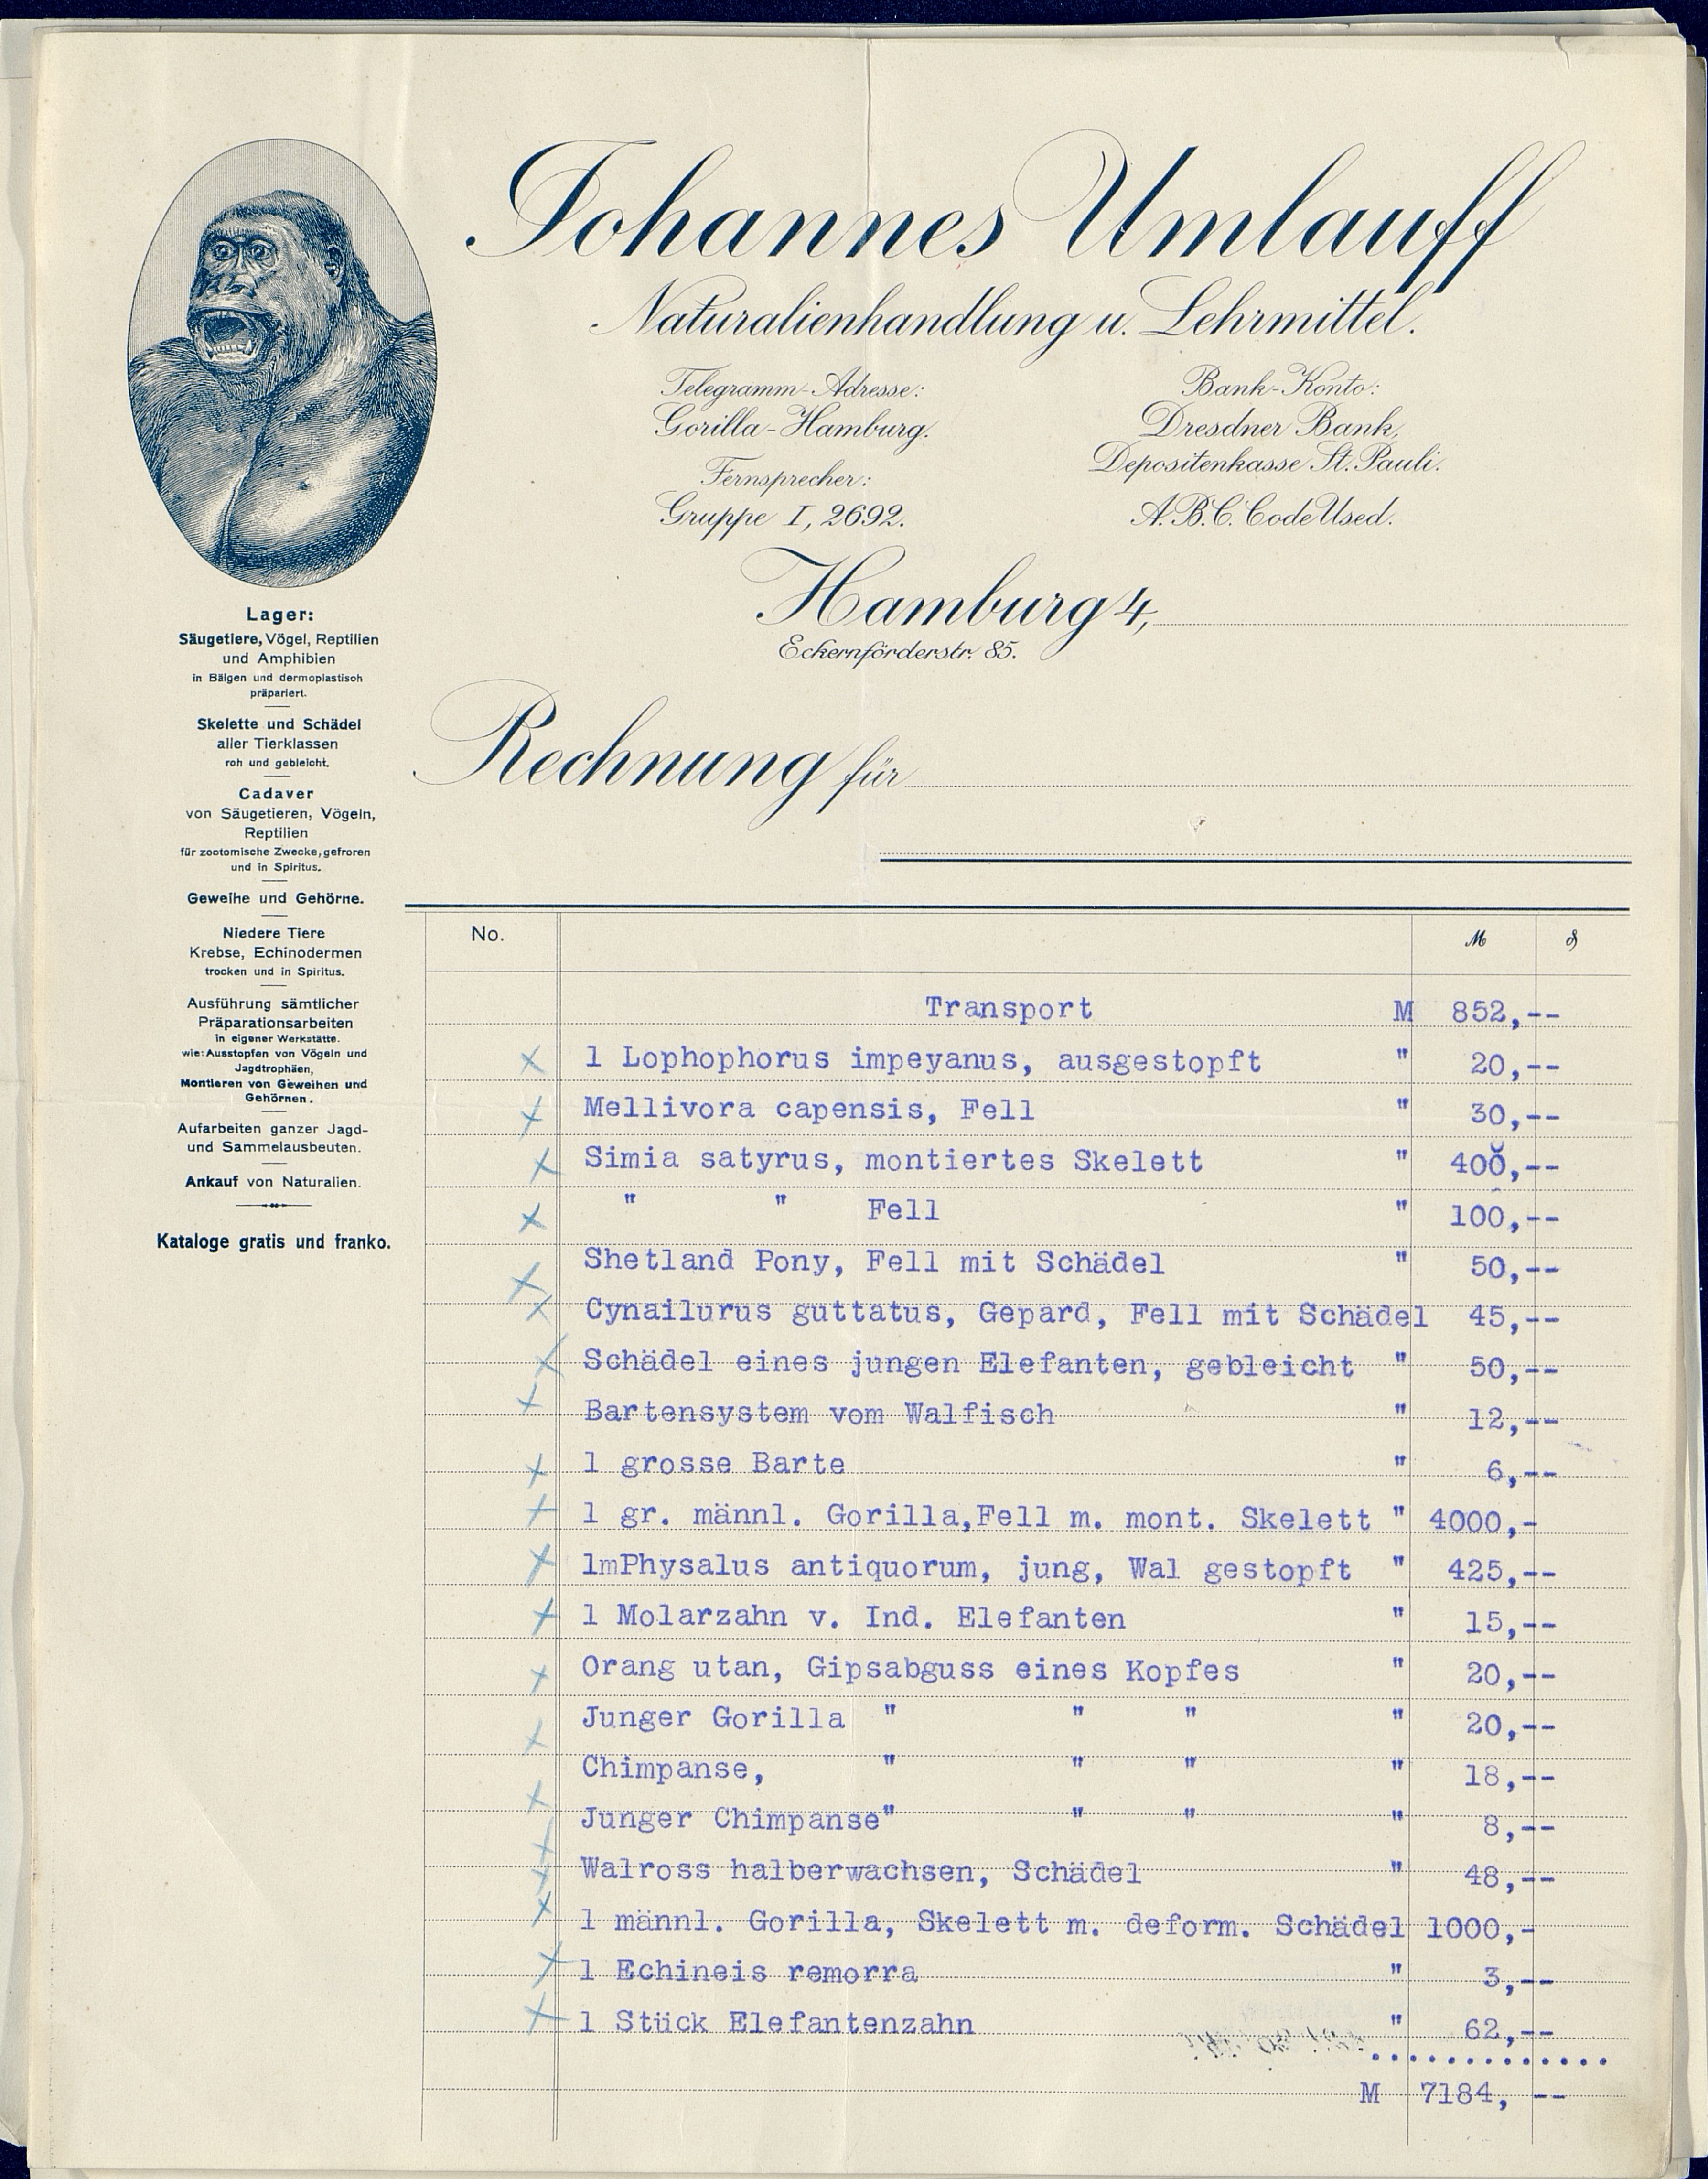 Johannes Umlauff
Naturalienhandlung u. Lehrmittel.
Telegramm-Adresse:
Gorilla-Hamburg.
Fernsprecher:
Gruppe I, 2692.
Bank-Konto:
Dresdner Bank,
Depositenkasse St. Pauli.
A.B.C. Code Used.
Hamburg 4,
Eckernförderstr. 85.
Rechnung für
Lager:
Säugetiere, Vögel, Reptilien
und Amphibien
in Bälgen und dermoplastisch
präpariert.
Skelette und Schädel
aller Tierklassen
roh und gebleicht.
Cadaver
von Säugetieren, Vögeln,
Reptilien
für zootomische Zwecke, gefroren
und in Spiritus.
Geweihe und Gehörne.
Niedere Tiere
Krebse, Echinodermen
trocken und in Spiritus.
Ausführung sämtlicher
Präparationsarbeiten
in eigener Werkstätte.
wie: Ausstopfen von Vögeln und
Jagdtrophäen,
Montieren von Geweihen und
Gehörnen.
Aufarbeiten ganzer Jagd-
und Sammelausbeuten.
Ankauf von Naturalien.
Kataloge gratis und franko.
No. M ₰
Transport M 852,--
x 1 Lophophorus impeyanus, ausgestopft " 20,--
x Mellivora capensis, Fell " 30,--
x Simia satyrus, montiertes Skelett " 400,--
x " " Fell " 100,--
x Shetland Pony, Fell mit Schädel " 50,--
x Cynailurus guttatus, Gepard, Fell mit Schädel 45,--
x Schädel eines jungen Elefanten, gebleicht " 50,--
x Bartensystem vom Walfisch " 12,--
x 1 grosse Barte " 6,--
x 1 gr. männl. Gorilla,Fell m. mont. Skelett " 4000,-
x 1mPhysalus antiquorum, jung, Wal gestopft " 425,--
x 1 Molarzahn v. Ind. Elefanten " 15,--
x Orang utan, Gipsabguss eines Kopfes " 20,--
x Junger Gorilla " " " " 20,--
x Chimpanse, " " " " 18,--
x Junger Chimpanse" " " " 8,--
x Walross halberwachsen, Schädel " 48,--
x 1 männl. Gorilla, Skelett m. deform. Schädel 1000,-
x 1 Echineis remorra " 3,--
x 1 Stück Elefantenzahn " 62,--
M 7184, --